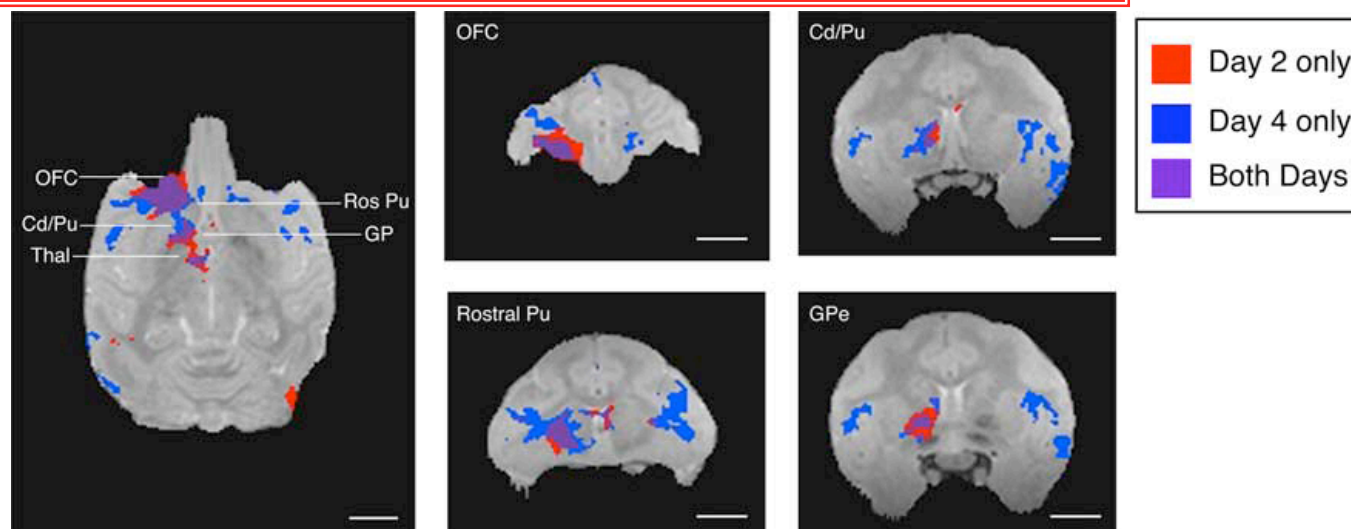 OFC
Cd/Pu
Thal
Ros Pu
GP
OFC
Cd/Pu
Rostral Pu
GPe
Day 2 only
Day 4 only
Both Days